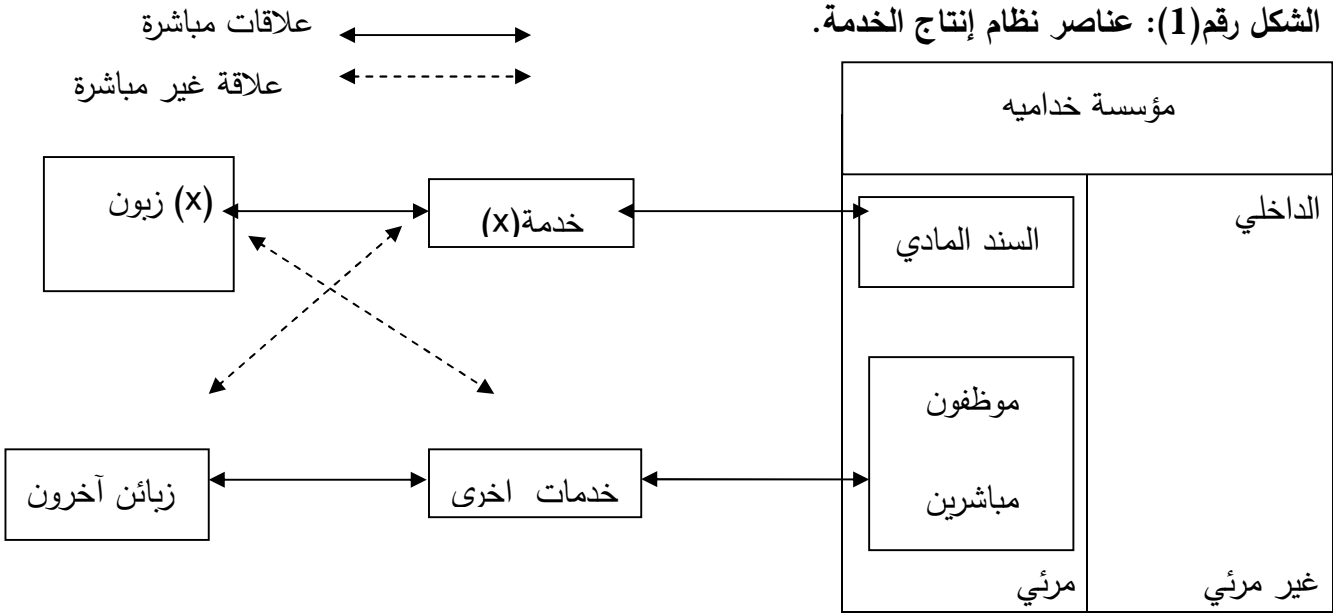 الشكل رقم(1): عناصر نظام إنتاج الخدمة.
علاقات مباشرة
علاقة غير مباشرة
مؤسسة خداميه
الداخلي
السند المادي
خدمة(x)
(x) زبون
موظفون
مباشرين
خدمات اخرى
زبائن آخرون
غير مرئي
مرئي